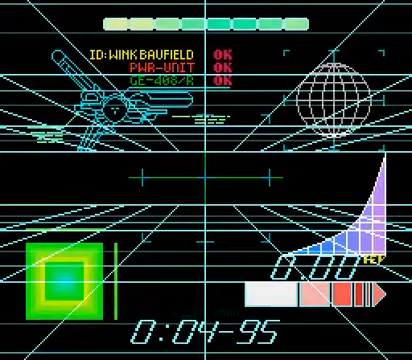 ID:WINK BAUFIELD OK
PWR-UNIT OK
GE-408/R OK
0.00
0:04-95